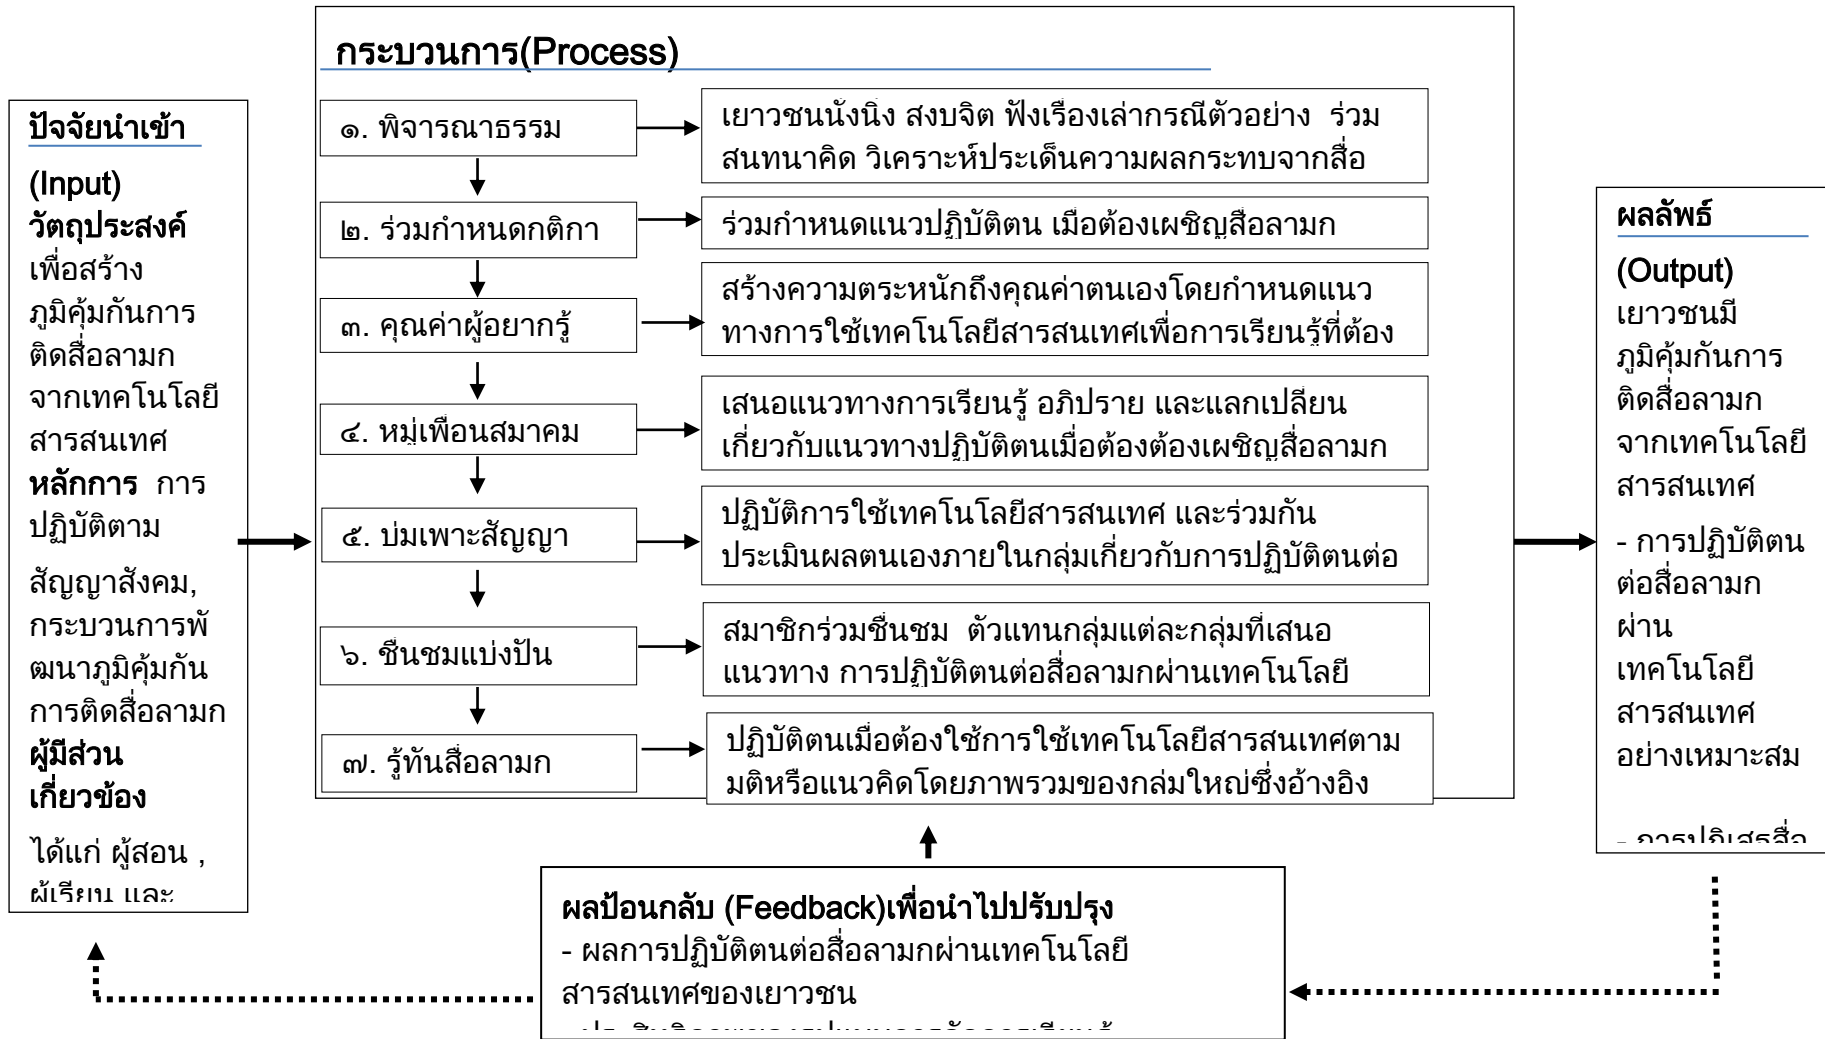 กระบวนการ(Process)
ปัจจัยนำเข้า
(Input)
วัตถุประสงค์
เพื่อสร้าง
ภูมิคุ้มกันการ
ติดสื่อลามก
จากเทคโนโลยี
สารสนเทศ
หลักการ การ
ปฏิบัติตาม
สัญญาสังคม,
กระบวนการพั
ฒนาภูมิคุ้มกัน
การติดสื่อลามก
ผู้มีส่วน
เกี่ยวข้อง
ได้แก่ ผู้สอน ,
ผู้เรียน และ
๑. พิจารณาธรรม
เยาวชนนั่งนิ่ง สงบจิต ฟังเรื่องเล่ากรณีตัวอย่าง ร่วม
สนทนาคิด วิเคราะห์ประเด็นความผลกระทบจากสื่อ
๒. ร่วมกำหนดกติกา
ร่วมกำหนดแนวปฏิบัติตน เมื่อต้องเผชิญสื่อลามก
๓. คุณค่าผู้อยากรู้
สร้างความตระหนักถึงคุณค่าตนเองโดยกำหนดแนว
ทางการใช้เทคโนโลยีสารสนเทศเพื่อการเรียนรู้ที่ต้อง
๔. หมู่เพื่อนสมาคม
เสนอแนวทางการเรียนรู้ อภิปราย และแลกเปลี่ยน
เกี่ยวกับแนวทางปฏิบัติตนเมื่อต้องต้องเผชิญสื่อลามก
๕. บ่มเพาะสัญญา
ปฏิบัติการใช้เทคโนโลยีสารสนเทศ และร่วมกัน
ประเมินผลตนเองภายในกลุ่มเกี่ยวกับการปฏิบัติตนต่อ
๖. ชื่นชมแบ่งปัน
สมาชิกร่วมชื่นชม ตัวแทนกลุ่มแต่ละกลุ่มที่เสนอ
แนวทาง การปฏิบัติตนต่อสื่อลามกผ่านเทคโนโลยี
๗. รู้ทันสื่อลามก
ปฏิบัติตนเมื่อต้องใช้การใช้เทคโนโลยีสารสนเทศตาม
มติหรือแนวคิดโดยภาพรวมของกลุ่มใหญ่ซึ่งอ้างอิง
ผลลัพธ์
(Output)
เยาวชนมี
ภูมิคุ้มกันการ
ติดสื่อลามก
จากเทคโนโลยี
สารสนเทศ
- การปฏิบัติตน
ต่อสื่อลามก
ผ่าน
เทคโนโลยี
สารสนเทศ
อย่างเหมาะสม
- การปฏิเสธสื่อ
ผลป้อนกลับ (Feedback)เพื่อนำไปปรับปรุง
- ผลการปฏิบัติตนต่อสื่อลามกผ่านเทคโนโลยี
สารสนเทศของเยาวชน